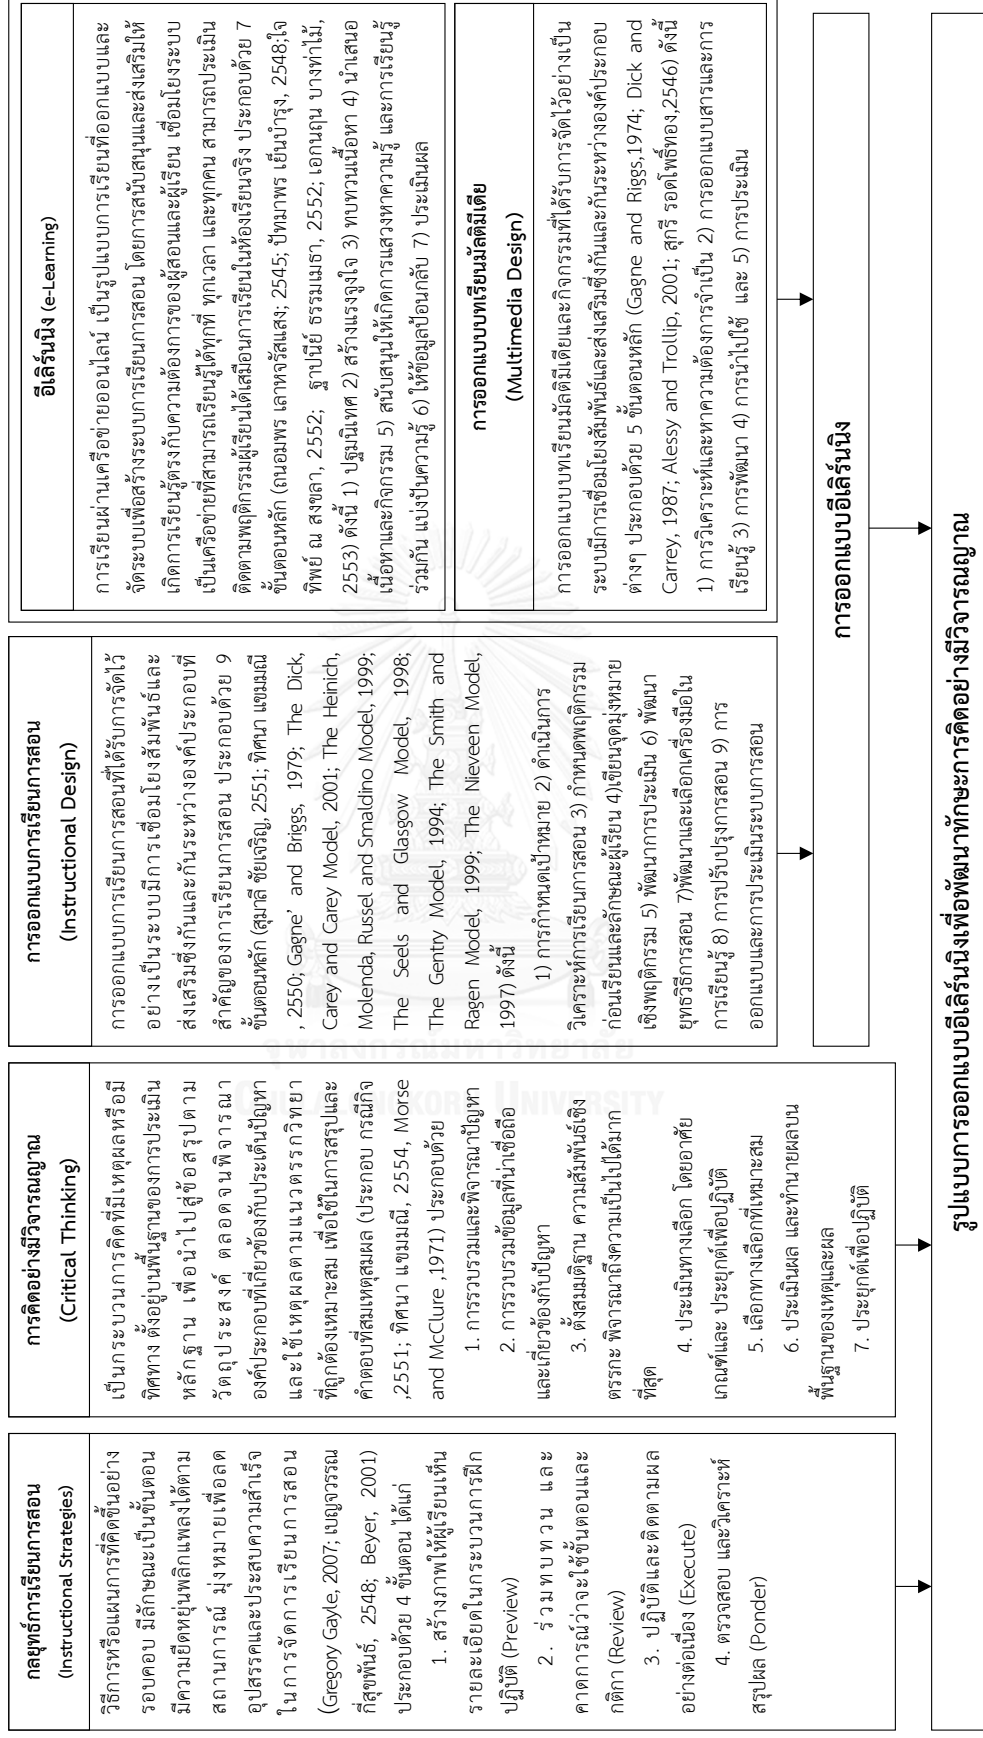 กลยุทธ์การเรียนการสอน
(Instructional Strategies)
วิธีการหรือแผนการที่คิดขึ้นอย่าง
รอบคอบ มีลักษณะเป็นขั้นตอน
มีความยืดหยุ่นพลิกแพลงได้ตาม
สถานการณ์ มุ่งหมายเพื่อลด
อุปสรรคและประสบความสำเร็จ
ในการจัดการเรียนการสอน
(Gregory Gayle, 2007; เบญจวรรณ
กี่สุขพันธ์, 2548; Beyer, 2001)
ประกอบด้วย 4 ขั้นตอน ได้แก่
1. สร้างภาพให้ผู้เรียนเห็น
รายละเอียดในกระบวนการฝึก
ปฏิบัติ (Preview)
2. ร่วมทบทวน และ
คาดการณ์ว่าจะใช้ขั้นตอนและ
กติกา (Review)
3. ปฏิบัติและติดตามผล
อย่างต่อเนื่อง (Execute)
4. ตรวจสอบ และวิเคราะห์
สรุปผล (Ponder)
การคิดอย่างมีวิจารณญาณ
(Critical Thinking)
เป็นกระบวนการคิดที่มีเหตุผลหรือมี
ทิศทาง ตั้งอยู่บนพื้นฐานของการประเมิน
หลักฐาน เพื่อนำไปสู่ข้อสรุปตาม
วัตถุประสงค์ ตลอดจนพิจารณา
องค์ประกอบที่เกี่ยวข้องกับประเด็นปัญหา
และใช้เหตุผลตามแนวตรรกวิทยา
ที่ถูกต้องเหมาะสม เพื่อใช้ในการสรุปและ
คำตอบที่สมเหตุสมผล (ประกอบ กรณีกิจ
,2551; ทิศนา แขมมณี, 2554, Morse
and McClure ,1971) ประกอบด้วย
1. การรวบรวมและพิจารณาปัญหา
2. การรวบรวมข้อมูลที่น่าเชื่อถือ
และเกี่ยวข้องกับปัญหา
3. ตั้งสมมติฐาน ความสัมพันธ์เชิง
ตรรกะ พิจารณาถึงความเป็นไปได้มาก
ที่สุด
4. ประเมินทางเลือก โดยอาศัย
เกณฑ์และ ประยุกต์เพื่อปฏิบัติ
5. เลือกทางเลือกที่เหมาะสม
6. ประเมินผล และทำนายผลบน
พื้นฐานของเหตุและผล
7. ประยุกต์เพื่อปฏิบัติ
การออกแบบการเรียนการสอน
(Instructional Design)
การออกแบบการเรียนการสอนที่ได้รับการจัดไว้
อย่างเป็นระบบมีการเชื่อมโยงสัมพันธ์และ
ส่งเสริมซึ่งกันและกันระหว่างองค์ประกอบที่
สำคัญของการเรียนการสอน ประกอบด้วย 9
ขั้นตอนหลัก (สุมาลี ชัยเจริญ, 2551; ทิศนา แขมมณี
, 2550; Gagne' and Briggs, 1979; The Dick,
Carey and Carey Model, 2001; The Heinich,
Molenda, Russel and Smaldino Model, 1999;
The Seels and Glasgow Model, 1998;
The Gentry Model, 1994; The Smith and
Ragen Model, 1999; The Nieveen Model,
1997) ดังนี้
1) การกำหนดเป้าหมาย 2) ดำเนินการ
วิเคราะห์การเรียนการสอน 3) กำหนดพฤติกรรม
ก่อนเรียนและลักษณะผู้เรียน 4)เขียนจุดมุ่งหมาย
เชิงพฤติกรรม 5) พัฒนาการประเมิน 6) พัฒนา
ยุทธวิธีการสอน 7)พัฒนาและเลือกเครื่องมือใน
การเรียนรู้ 8) การปรับปรุงการสอน 9) การ
ออกแบบและการประเมินระบบการสอน
อีเลิร์นนิง (e-Learning)
การเรียนผ่านเครือข่ายออนไลน์ เป็นรูปแบบการเรียนที่ออกแบบและ
จัดระบบเพื่อสร้างระบบการเรียนการสอน โดยการสนับสนุนและส่งเสริมให้
เกิดการเรียนรู้ตรงกับความต้องการของผู้สอนและผู้เรียน เชื่อมโยงระบบ
เป็นเครือข่ายที่สามารถเรียนรู้ได้ทุกที่ ทุกเวลา และทุกคน สามารถประเมิน
ติดตามพฤติกรรมผู้เรียนได้เสมือนการเรียนในห้องเรียนจริง ประกอบด้วย 7
ขั้นตอนหลัก (ถนอมพร เลาหจรัสแสง; 2545; ปัทมาพร เย็นบำรุง, 2548;ใจ
ทิพย์ ณ สงขลา, 2552; ฐาปนีย์ ธรรมเมธา, 2552; เอกนฤน บางท่าไม้,
2553) ดังนี้ 1) ปฐมนิเทศ 2) สร้างแรงจูงใจ 3) ทบทวนเนื้อหา 4) นำเสนอ
เนื้อหาและกิจกรรม 5) สนับสนุนให้เกิดการแสวงหาความรู้ และการเรียนรู้
ร่วมกัน แบ่งปันความรู้ 6) ให้ข้อมูลป้อนกลับ 7) ประเมินผล
การออกแบบบทเรียนมัลติมีเดีย
(Multimedia Design)
การออกแบบบทเรียนมัลติมีเดียและกิจกรรมที่ได้รับการจัดไว้อย่างเป็น
ระบบมีการเชื่อมโยงสัมพันธ์และส่งเสริมซึ่งกันและกันระหว่างองค์ประกอบ
ต่างๆ ประกอบด้วย 5 ขั้นตอนหลัก (Gagne and Riggs,1974; Dick and
Carrey, 1987; Alessy and Trollip, 2001; สุกรี รอดโพธิ์ทอง,2546) ดังนี้
1) การวิเคราะห์และหาความต้องการจำเป็น 2) การออกแบบสารและการ
เรียนรู้ 3) การพัฒนา 4) การนำไปใช้ และ 5) การประเมิน
การออกแบบอีเลิร์นนิง
รูปแบบการออกแบบอีเลิร์นนิงเพื่อพัฒนาทักษะการคิดอย่างมีวิจารณญาณ
จุฬาลงกรณ์มหาวิทยาลัย
CHULALONGKORN UNIVERSITY